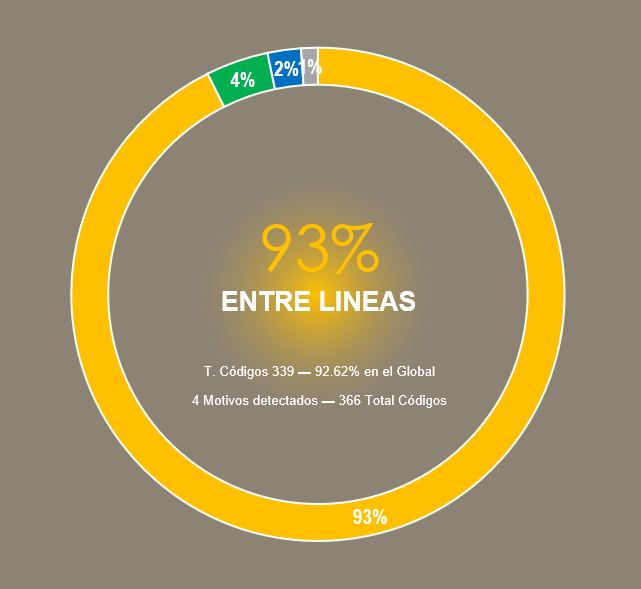 4%
2%
1%
93%
ENTRE LINEAS
T. Códigos 339 — 92.62% en el Global
4 Motivos detectados — 366 Total Códigos
93%